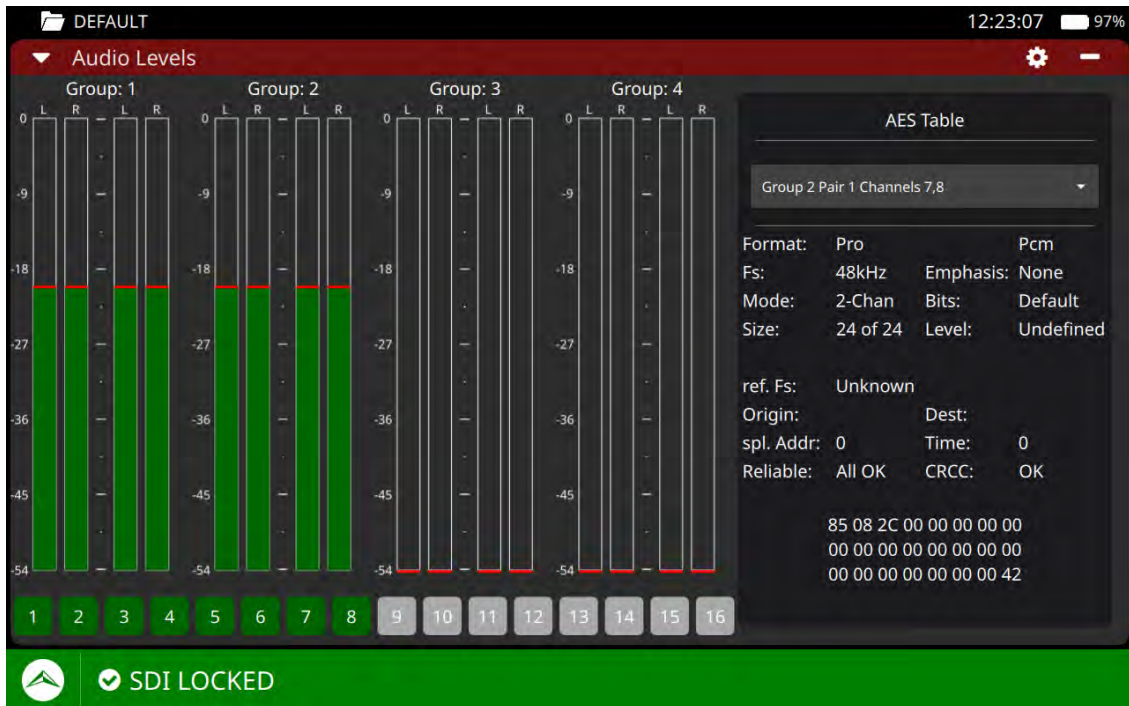 DEFAULT 12:23:07 97%
Audio Levels
Group: 1 Group: 2 Group: 3 Group: 4
L R L R L R L R L R L R L R L R
0 0 0 0
-9 -9 -9 -9
-18 -18 -18 -18
-27 -27 -27 -27
-36 -36 -36 -36
-45 -45 -45 -45
-54 -54 -54 -54
1 2 3 4 5 6 7 8 9 10 11 12 13 14 15 16
AES Table
Group 2 Pair 1 Channels 7,8
Format: Pro Pcm
Fs: 48kHz Emphasis: None
Mode: 2-Chan Bits: Default
Size: 24 of 24 Level: Undefined
ref. Fs: Unknown
Origin: Dest:
spl. Addr: 0 Time: 0
Reliable: All OK CRCC: OK
85 08 2C 00 00 00 00 00
00 00 00 00 00 00 00 00
00 00 00 00 00 00 00 42
SDI LOCKED